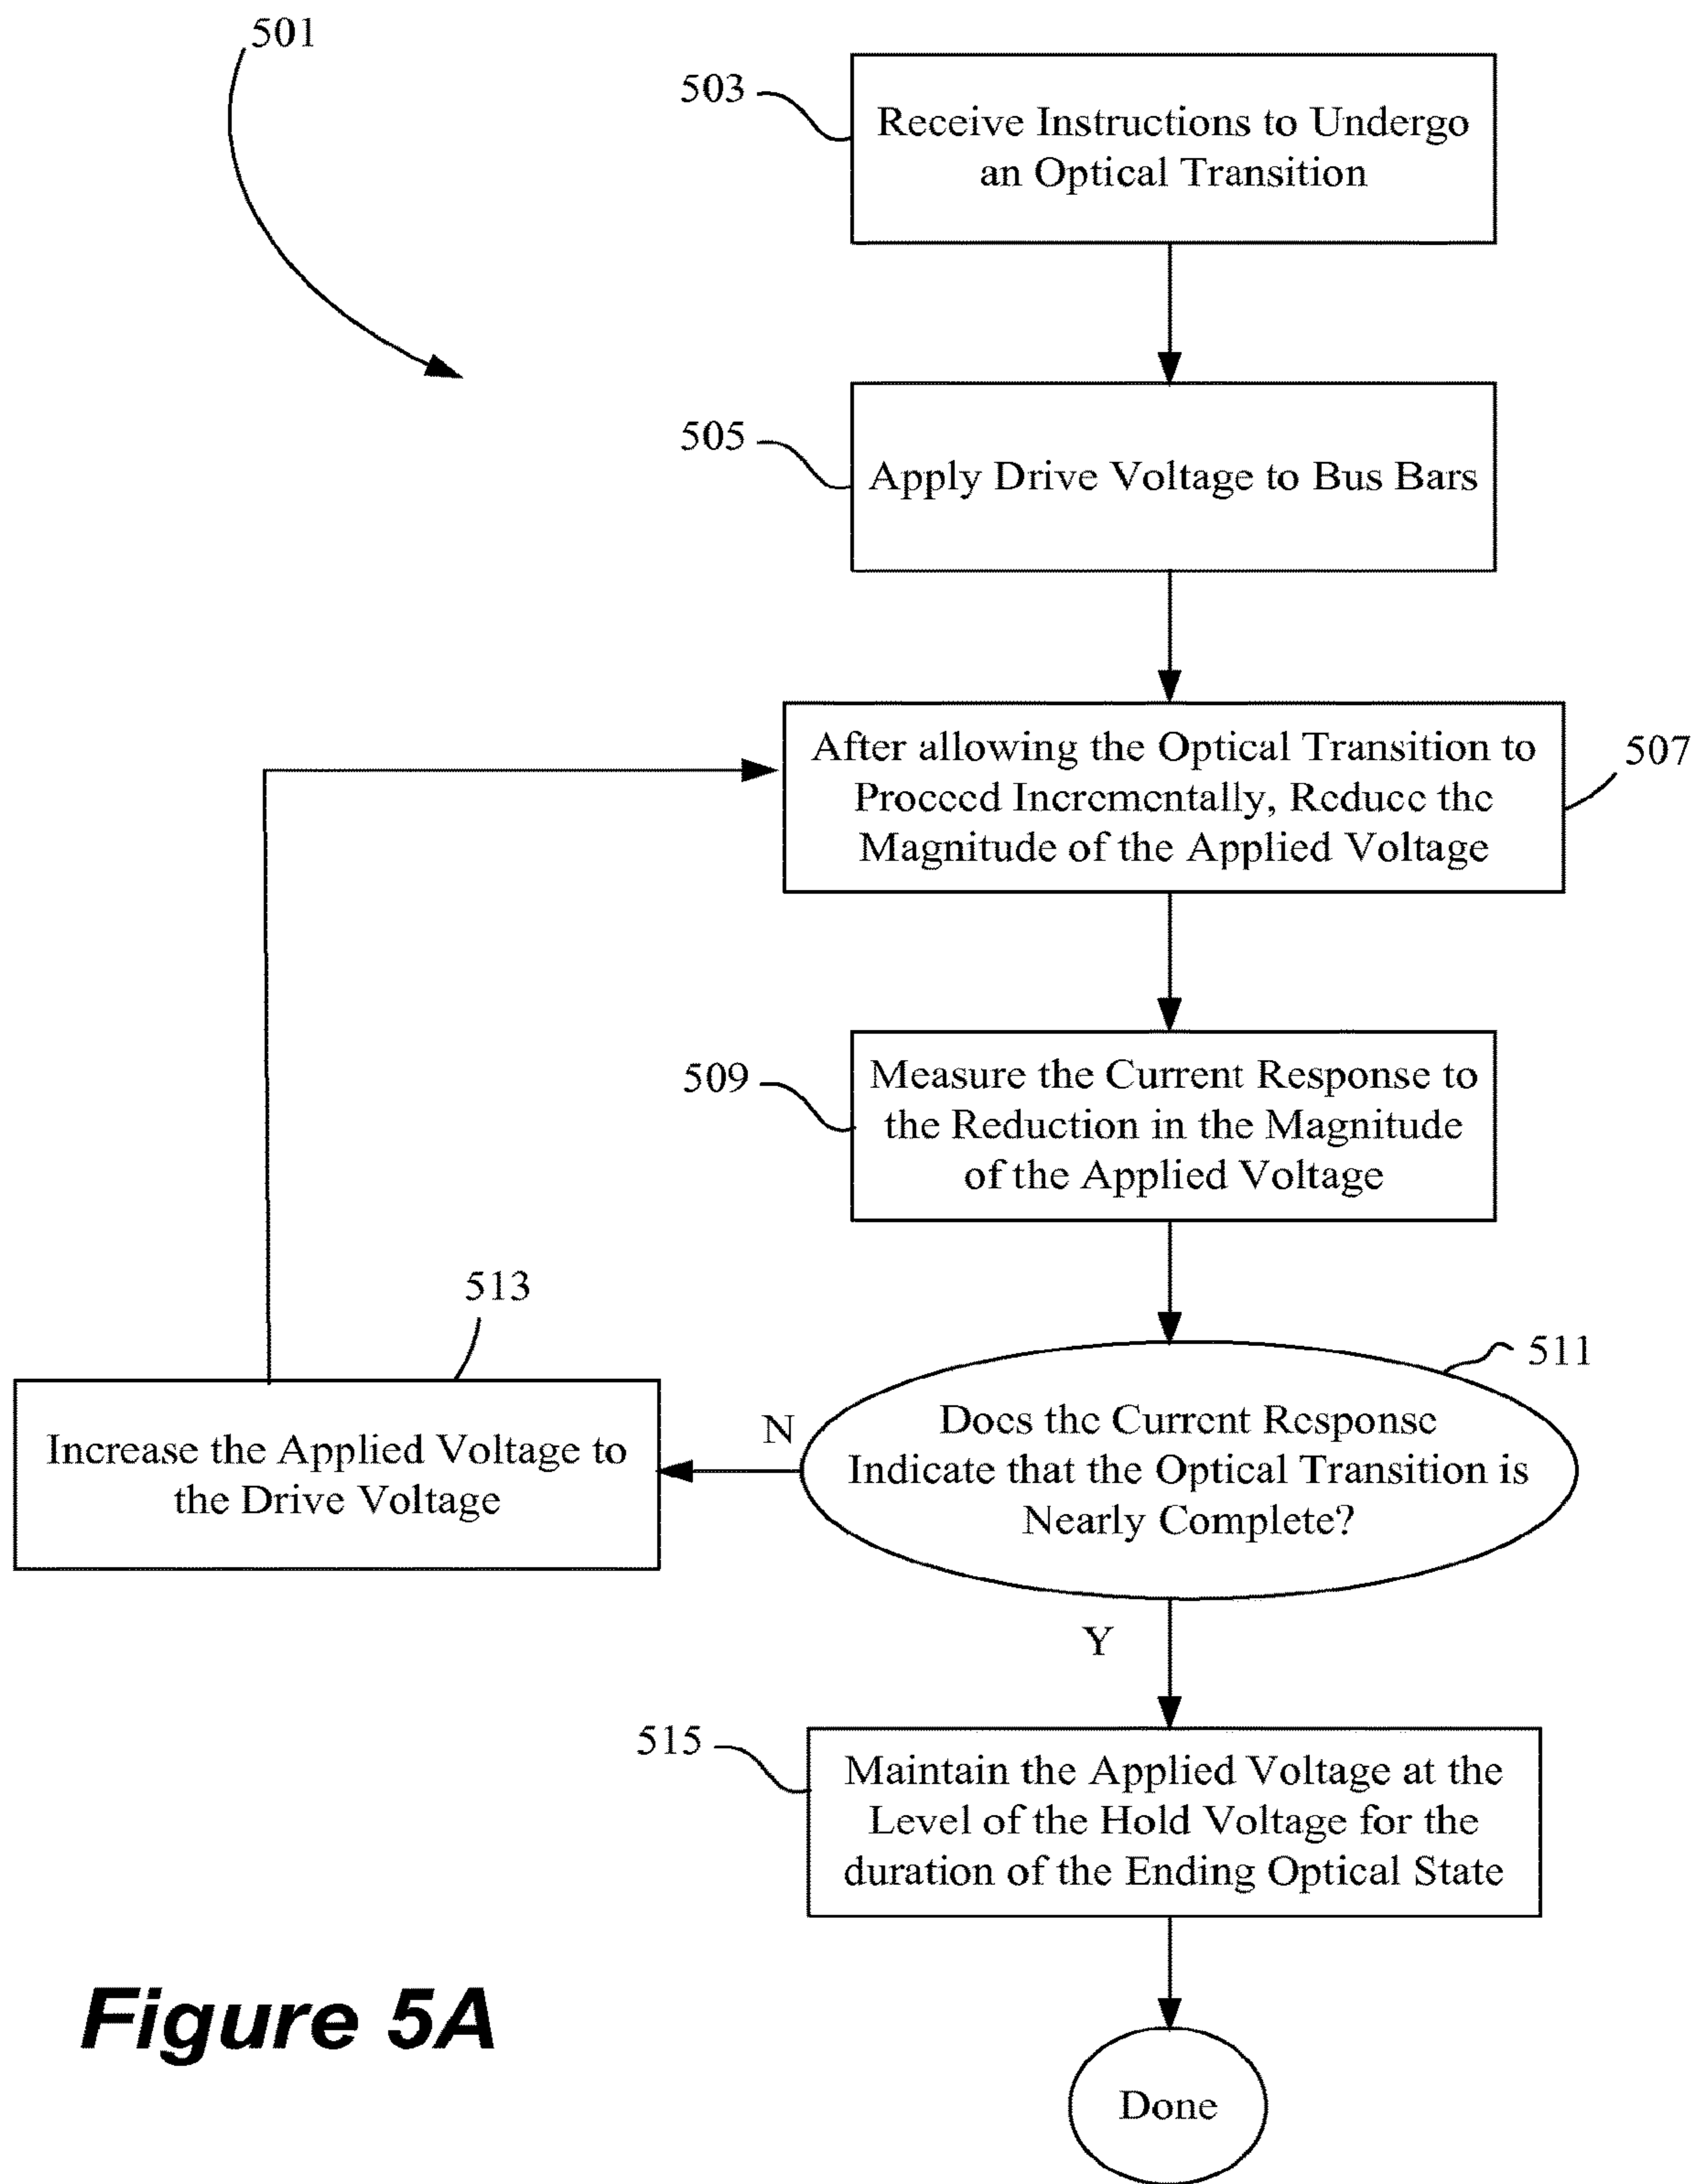 501
503
Receive Instructions to Undergo
an Optical Transition
505
Apply Drive Voltage to Bus Bars
507
After allowing the Optical Transition to
Proceed Incrementally, Reduce the
Magnitude of the Applied Voltage
509
Measure the Current Response to
the Reduction in the Magnitude
of the Applied Voltage
511
Does the Current Response
Indicate that the Optical Transition is
Nearly Complete?
N
513
Increase the Applied Voltage to
the Drive Voltage
Y
515
Maintain the Applied Voltage at the
Level of the Hold Voltage for the
duration of the Ending Optical State
Done
Figure 5A